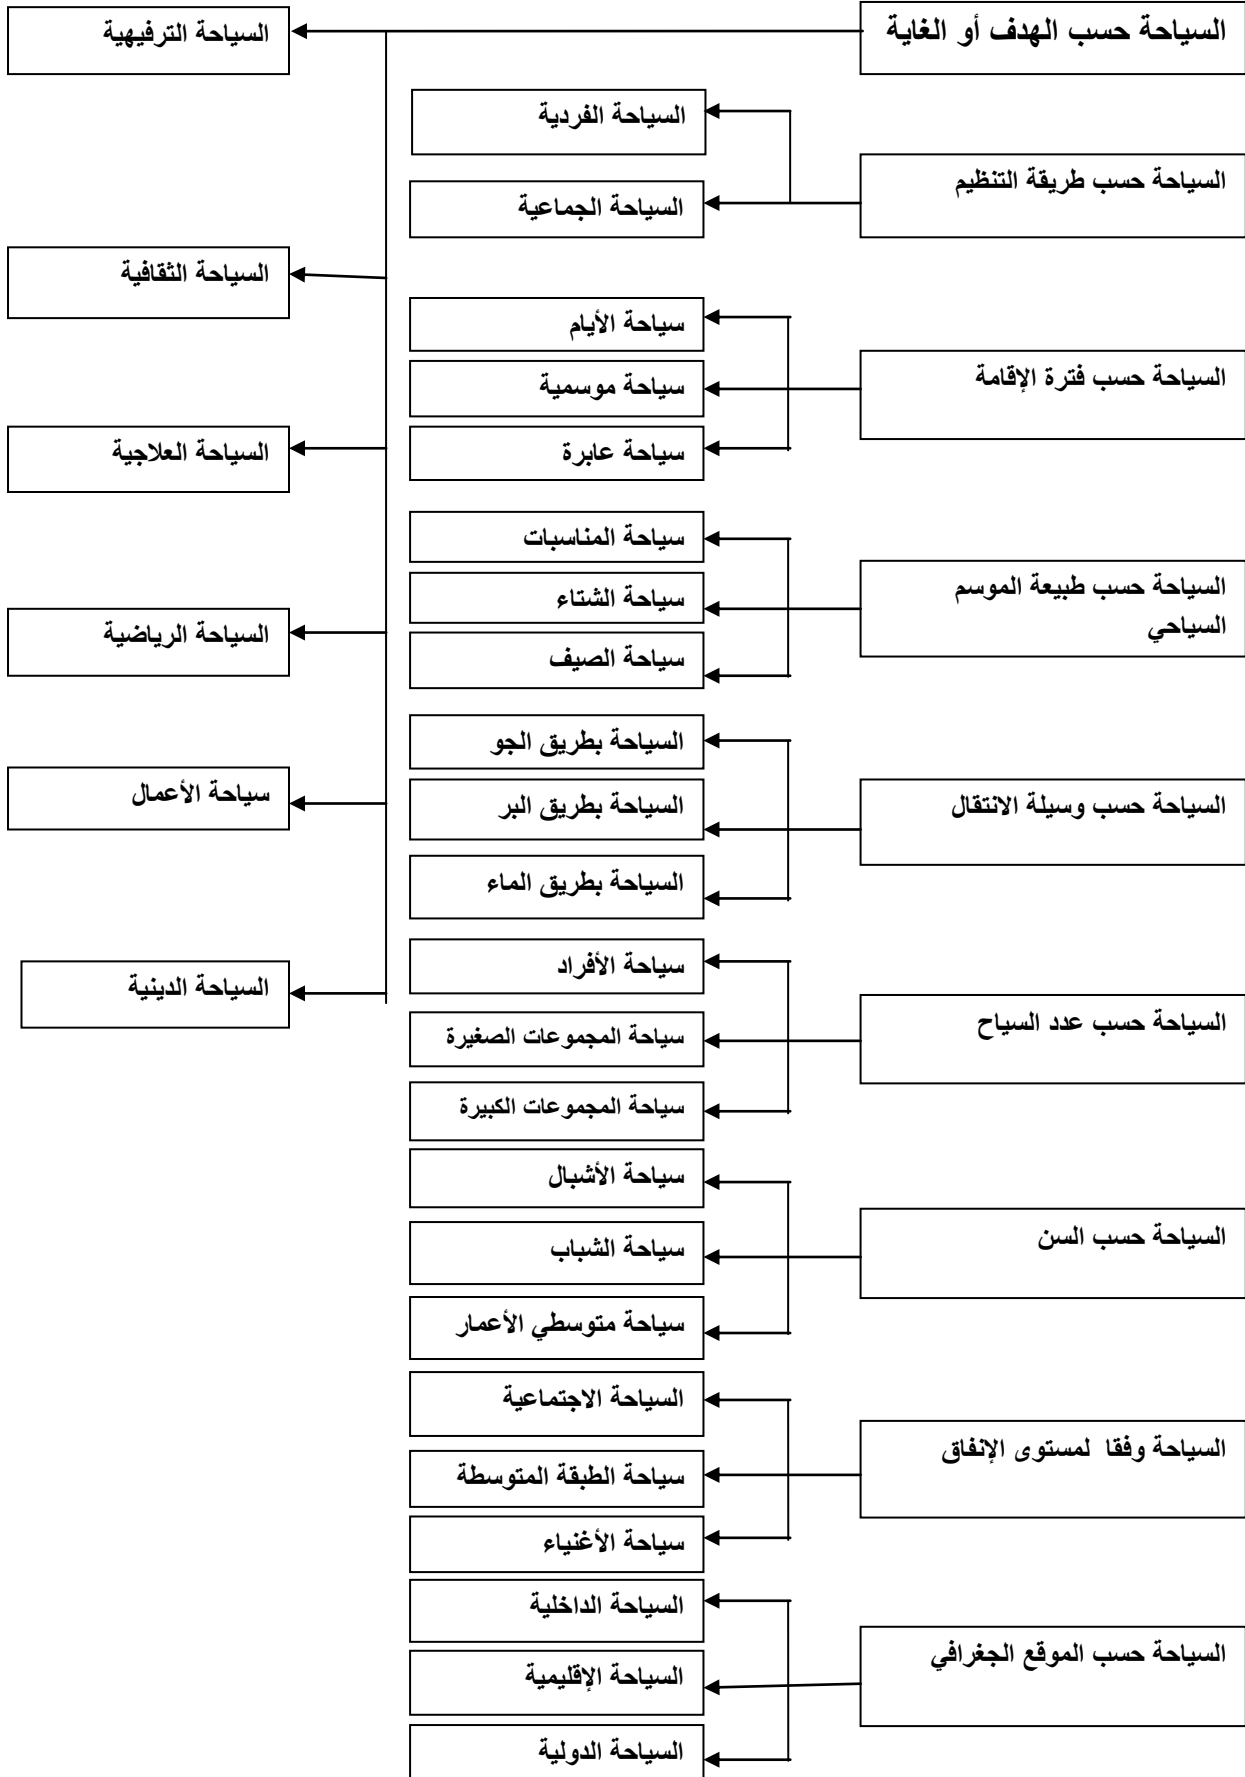 السياحة حسب الهدف أو الغاية
السياحة الترفيهية
السياحة الثقافية
السياحة العلاجية
السياحة الرياضية
سياحة الأعمال
السياحة الدينية
السياحة حسب طريقة التنظيم
السياحة الفردية
السياحة الجماعية
السياحة حسب فترة الإقامة
سياحة الأيام
سياحة موسمية
سياحة عابرة
السياحة حسب طبيعة الموسم
السياحي
سياحة المناسبات
سياحة الشتاء
سياحة الصيف
السياحة حسب وسيلة الانتقال
السياحة بطريق الجو
السياحة بطريق البر
السياحة بطريق الماء
السياحة حسب عدد السياح
سياحة الأفراد
سياحة المجموعات الصغيرة
سياحة المجموعات الكبيرة
السياحة حسب السن
سياحة الأشبال
سياحة الشباب
سياحة متوسطي الأعمار
السياحة وفقا لمستوى الإنفاق
السياحة الاجتماعية
سياحة الطبقة المتوسطة
سياحة الأغنياء
السياحة حسب الموقع الجغرافي
السياحة الداخلية
السياحة الإقليمية
السياحة الدولية